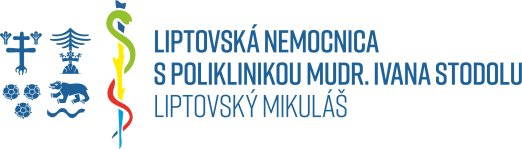 LIPTOVSKÁ NEMOCNICA
S POLIKLINIKOU MUDR. IVANA STODOLU
LIPTOVSKÝ MIKULÁŠ